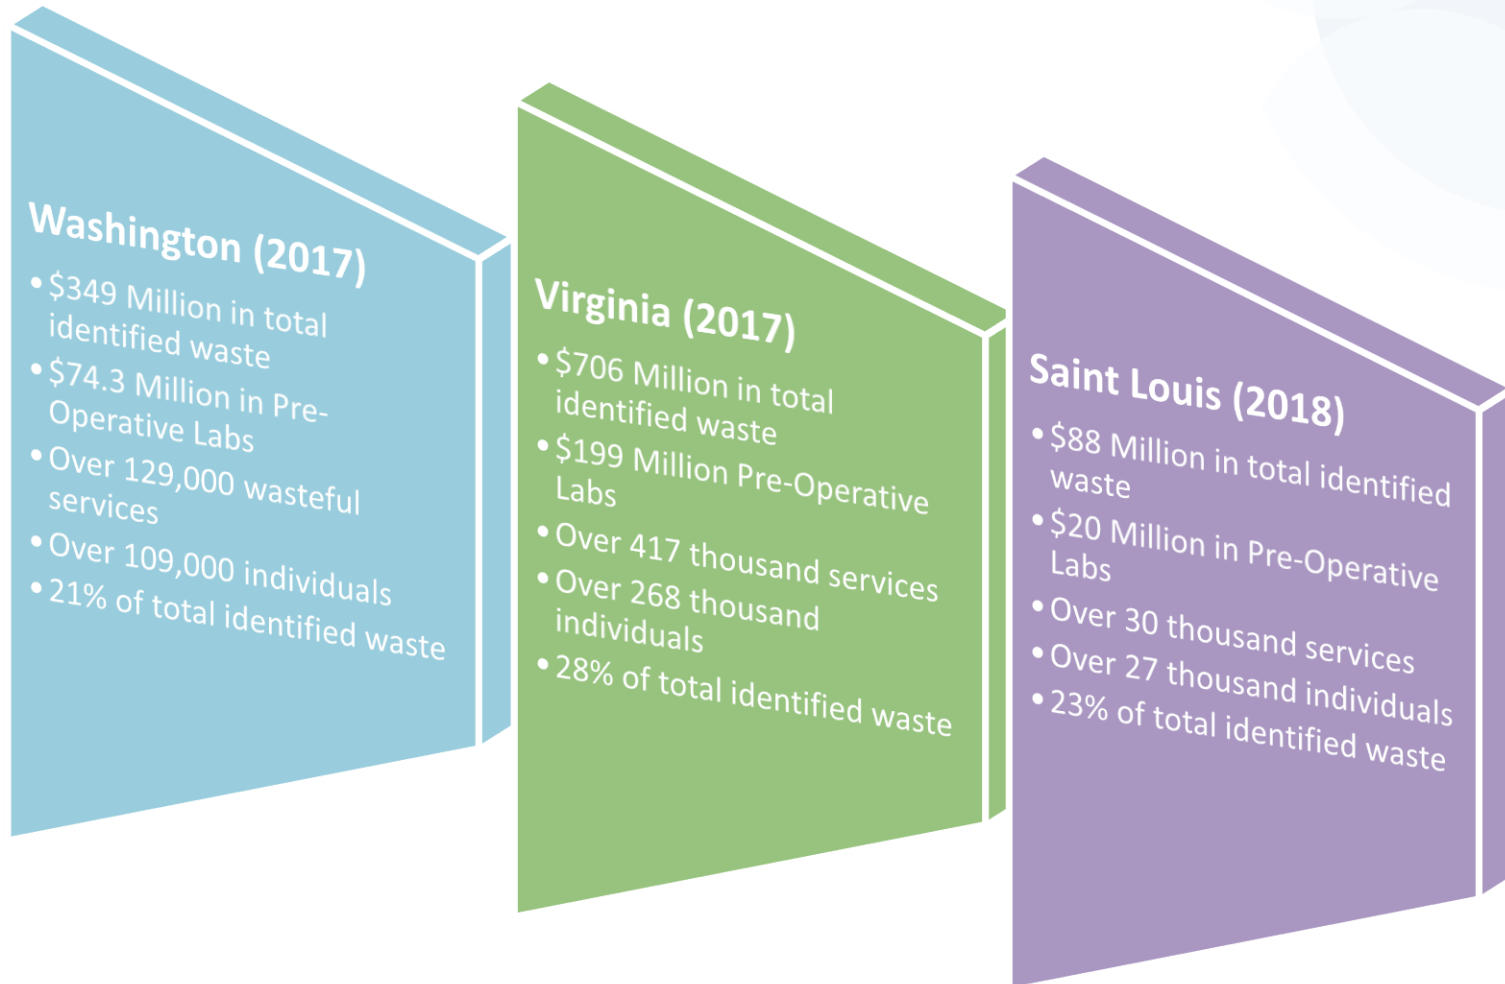 Washington (2017)
• $349 Million in total
identified waste
• $74.3 Million in Pre-
Operative Labs
• Over 129,000 wasteful
services
• Over 109,000 individuals
• 21% of total identified waste
Virginia (2017)
• $706 Million in total
identified waste
• $199 Million Pre-Operative
Labs
• Over 417 thousand services
• Over 268 thousand
individuals
• 28% of total identified waste
Saint Louis (2018)
• $88 Million in total identified
waste
• $20 Million in Pre-Operative
Labs
• Over 30 thousand services
• Over 27 thousand individuals
• 23% of total identified waste